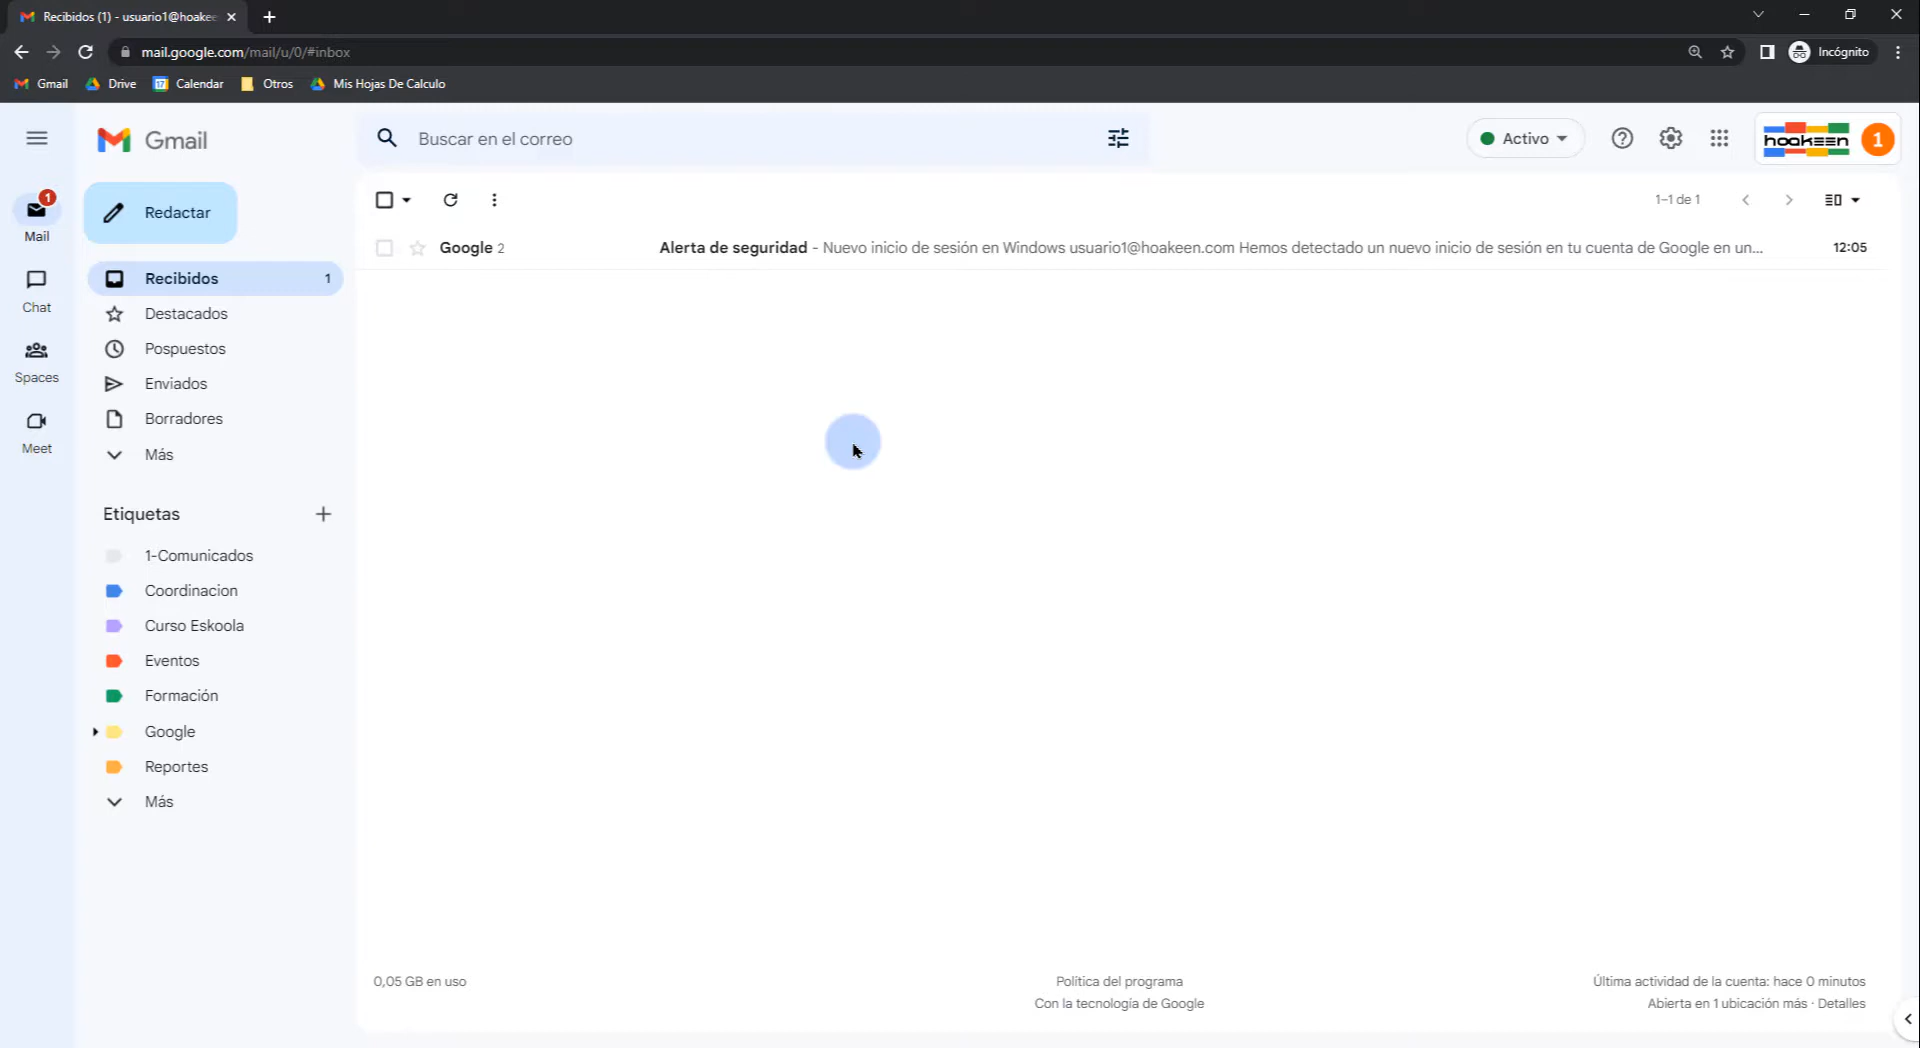 Recibidos (1) - usuario1@hoakee
mail.google.com/mail/u/0/#inbox
Incógnito
Gmail
Drive
Calendar
Otros
Mis Hojas De Calculo
Gmail
Buscar en el correo
Activo
hoakeen
1
1
Mail
Chat
Spaces
Meet
Redactar
Recibidos 1
Destacados
Pospuestos
Enviados
Borradores
Más
Etiquetas
1-Comunicados
Coordinacion
Curso Eskoola
Eventos
Formación
Google
Reportes
Más
1–1 de 1
Google 2 Alerta de seguridad - Nuevo inicio de sesión en Windows usuario1@hoakeen.com Hemos detectado un nuevo inicio de sesión en tu cuenta de Google en un... 12:05
0,05 GB en uso
Política del programa
Con la tecnología de Google
Última actividad de la cuenta: hace 0 minutos
Abierta en 1 ubicación más · Detalles